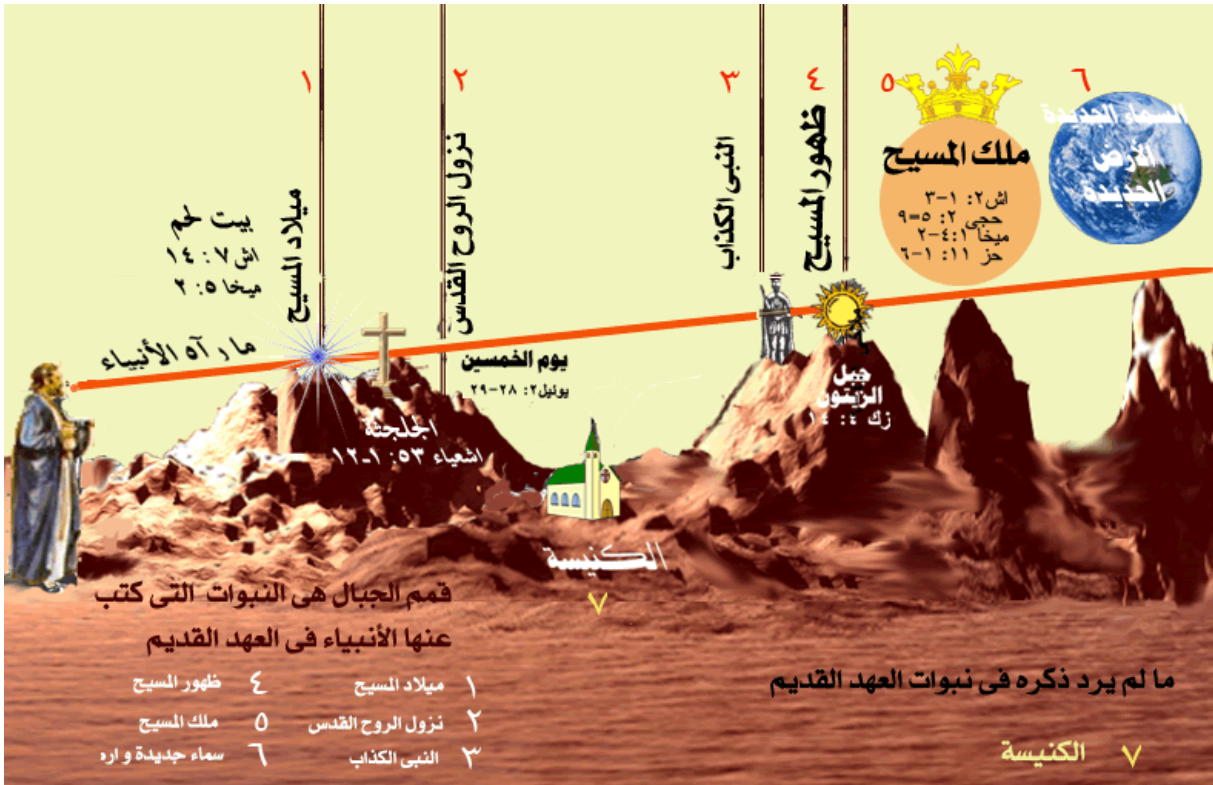 ١
ميلاد المسيح
بيت لحم
اش ٧: ١٤
ميخا ٥: ٢
ما رآه الأنبياء
٢
نزول الروح القدس
يوم الخمسين
يوئيل٢: ٢٨-٢٩
الجلجثة
اشعياء ٥٣: ١-١٢
٣
النبى الكذاب
٤
ظهور المسيح
جبل
الزيتون
زك ٤: ١٤
٥
ملك المسيح
اش٢: ١-٣
حجى ٢: ٥=٩
ميخا ٤:١-٢
حز ١١: ١-٦
٦
السماء الجديدة
الأرض
الجديدة
الكنيسة
٧
قمم الجبال هى النبوات التى كتب
عنها الأنبياء فى العهد القديم
١ ميلاد المسيح
٢ نزول الروح القدس
٣ النبى الكذاب
٤ ظهور المسيح
٥ ملك المسيح
٦ سماء جديدة و اره
ما لم يرد ذكره فى نبوات العهد القديم
٧ الكنيسة